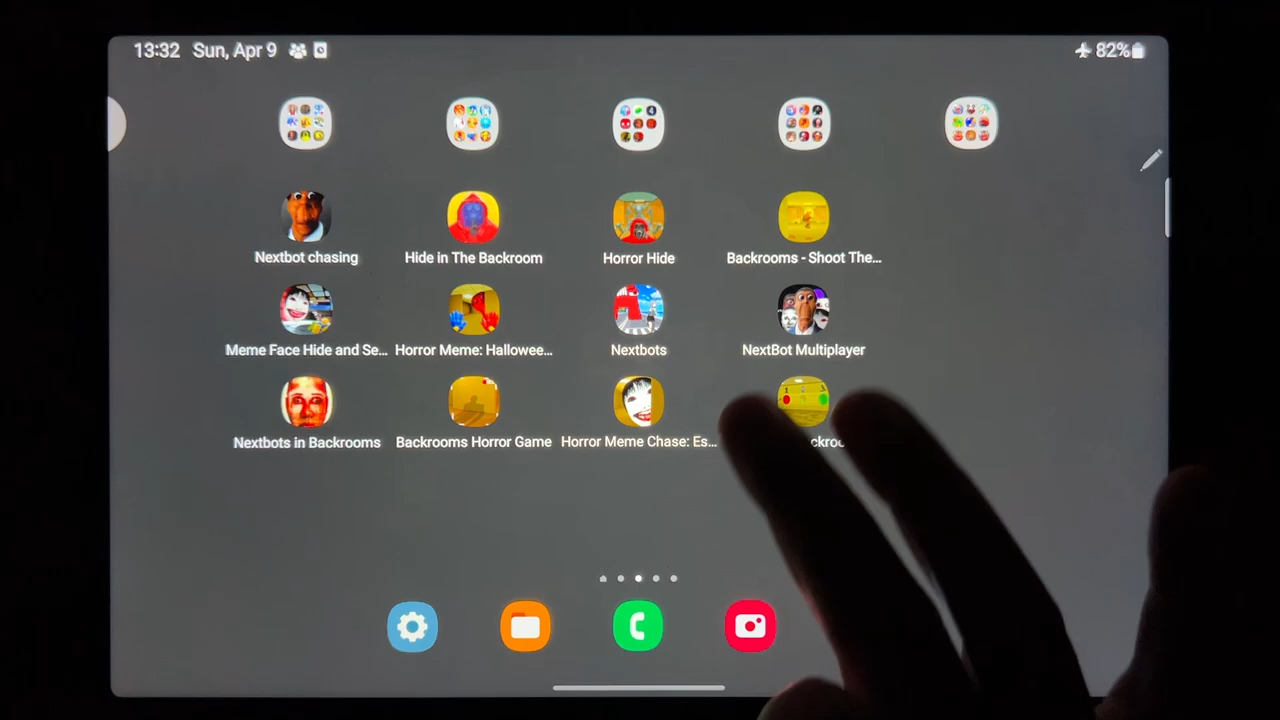 13:32 Sun, Apr 9 82%
Nextbot chasing
Hide in The Backroom
Horror Hide
Backrooms - Shoot The...
Meme Face Hide and Se...
Horror Meme: Hallowee...
Nextbots
NextBot Multiplayer
Nextbots in Backrooms
Backrooms Horror Game
Horror Meme Chase: Es...